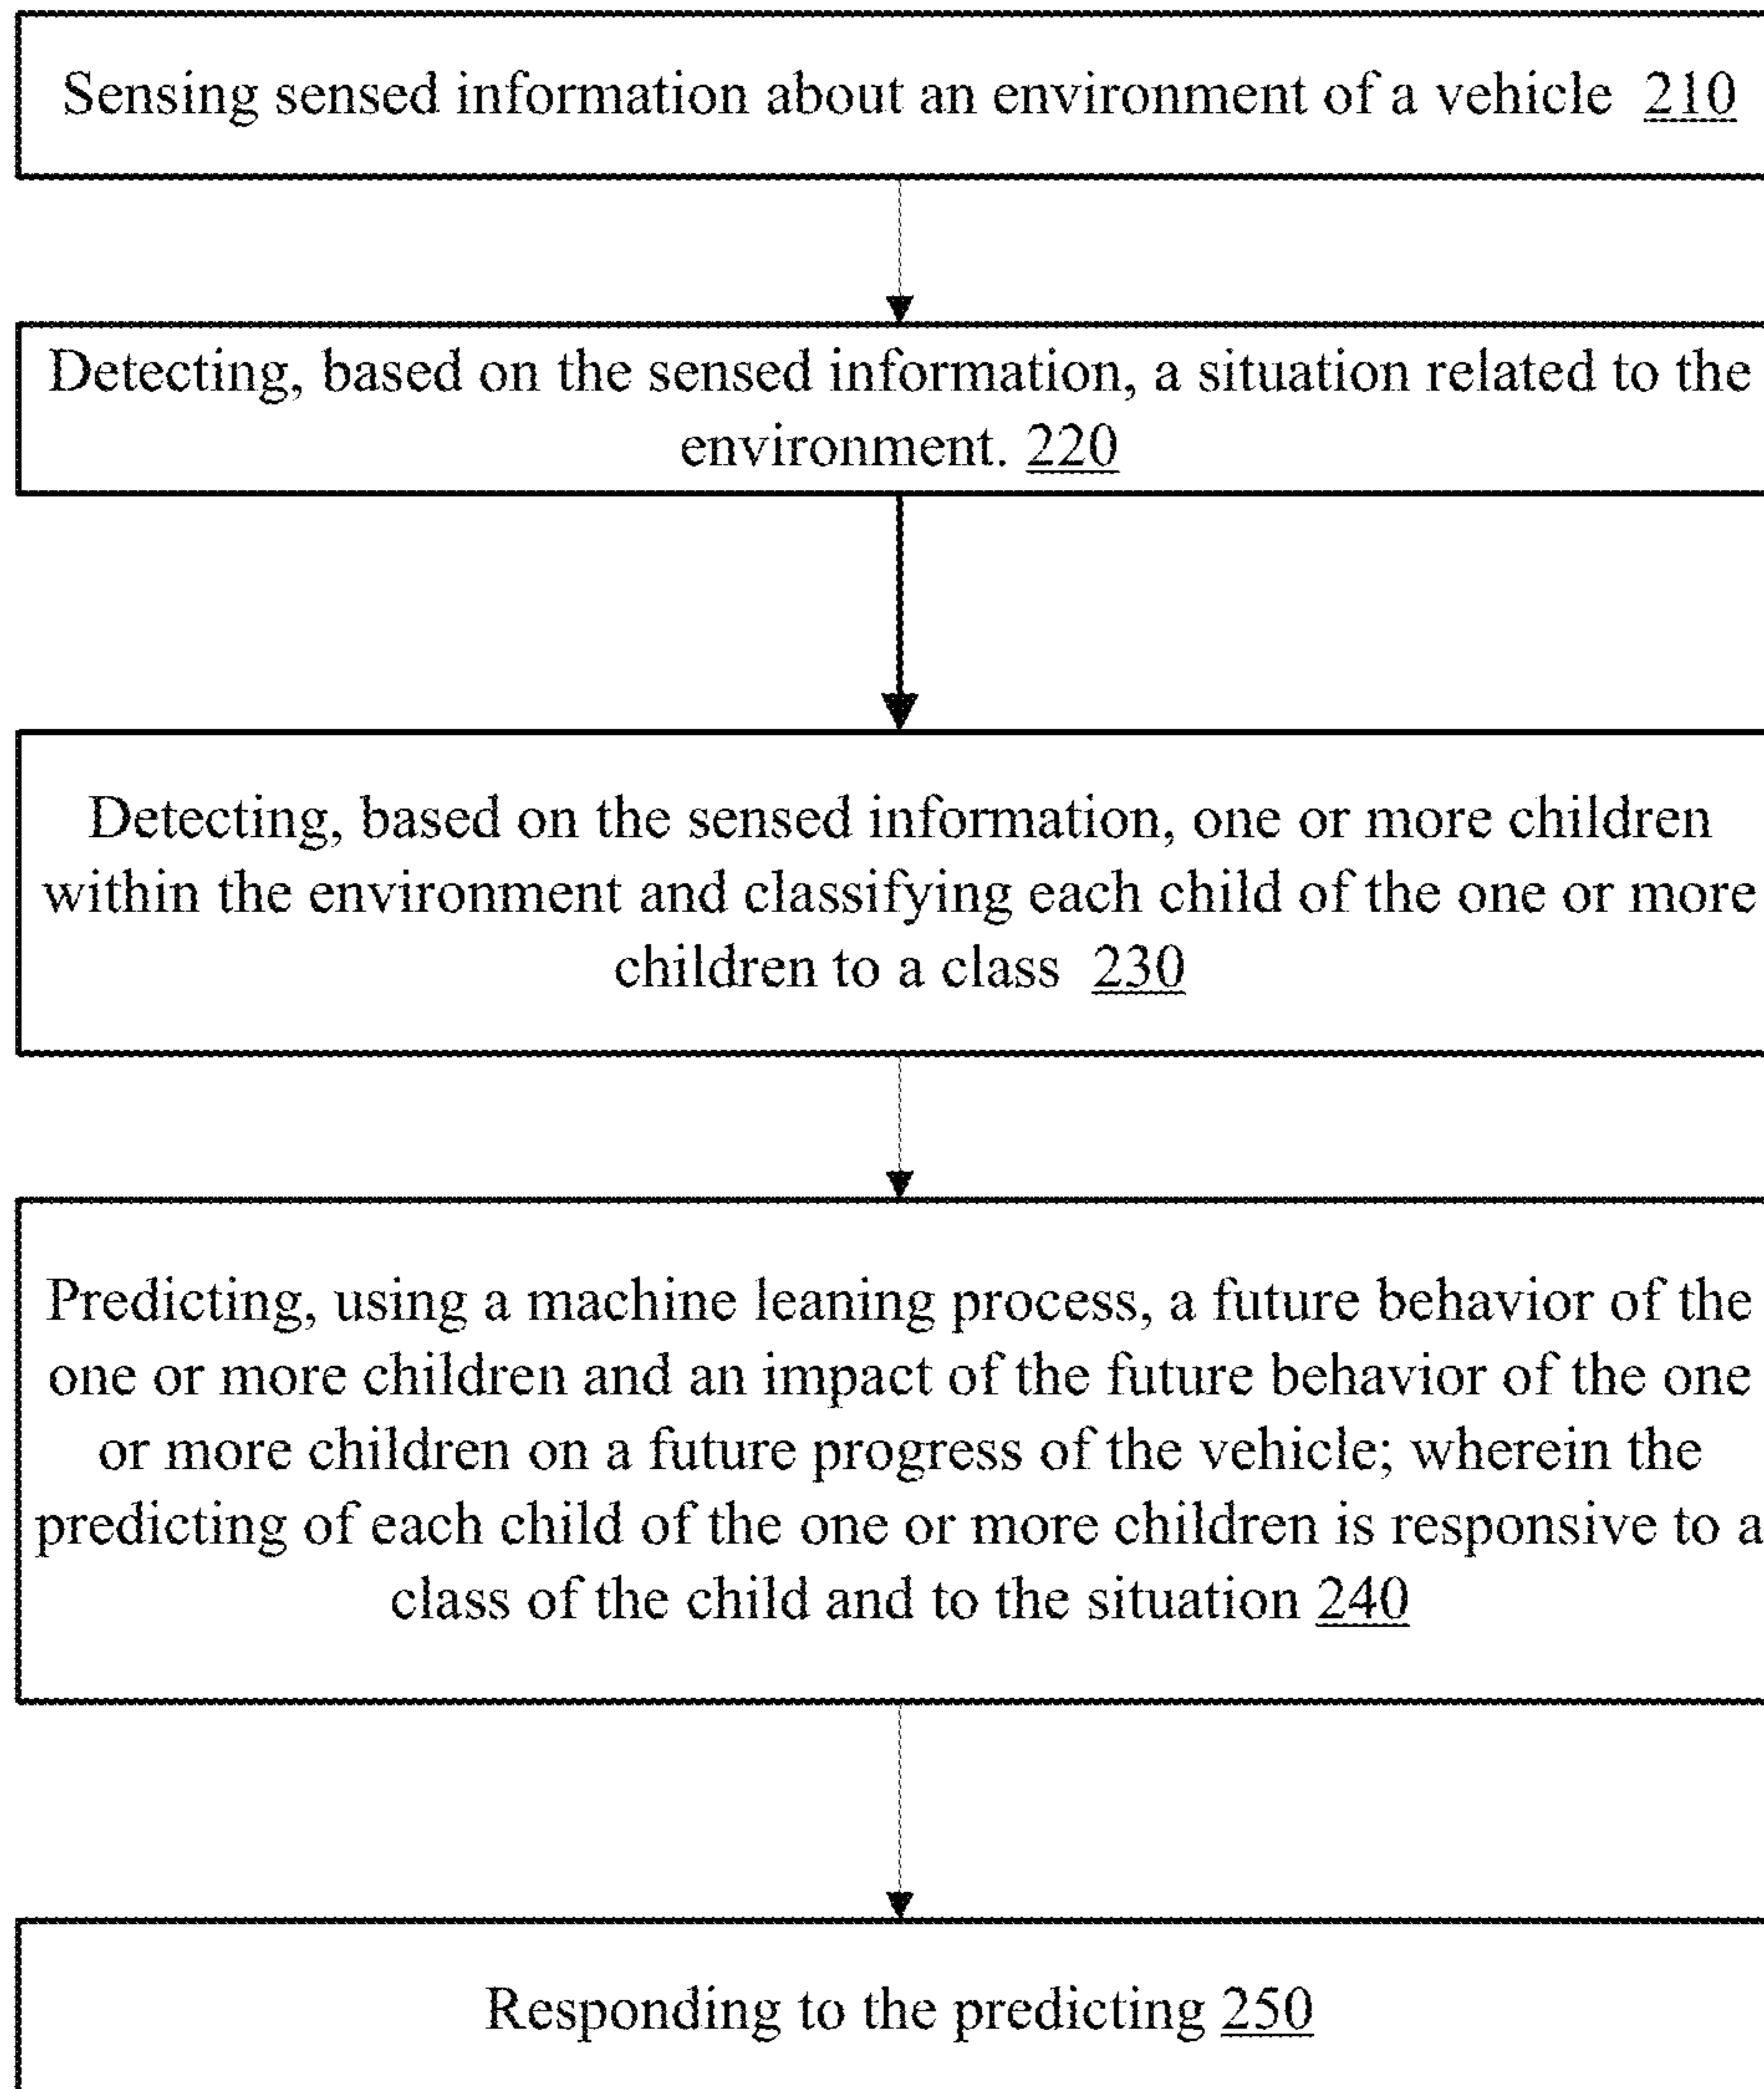 Sensing sensed information about an environment of a vehicle 210
Detecting, based on the sensed information, a situation related to the
environment. 220
Detecting, based on the sensed information, one or more children
within the environment and classifying each child of the one or more
children to a class 230
Predicting, using a machine leaning process, a future behavior of the
one or more children and an impact of the future behavior of the one
or more children on a future progress of the vehicle; wherein the
predicting of each child of the one or more children is responsive to a
class of the child and to the situation 240
Responding to the predicting 250